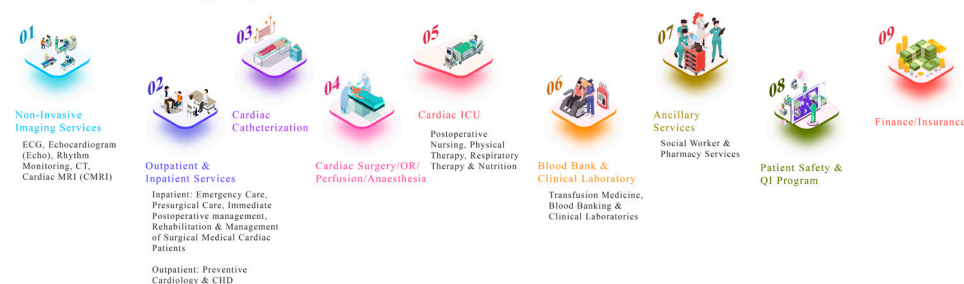 01
Non-Invasive
Imaging Services
ECG, Echocardiogram
(Echo), Rhythm
Monitoring, CT,
Cardiac MRI (CMRI)
02
Outpatient &
Inpatient Services
Inpatient: Emergency Care,
Presurgical Care, Immediate
Postoperative management,
Rehabilitation & Management
of Surgical Medical Cardiac
Patients
Outpatient: Preventive
Cardiology & CHD
03
Cardiac
Catheterization
04
Cardiac Surgery/OR/
Perfusion/Anaesthesia
05
Cardiac ICU
Postoperative
Nursing, Physical
Therapy, Respiratory
Therapy & Nutrition
06
Blood Bank &
Clinical Laboratory
Transfusion Medicine,
Blood Banking &
Clinical Laboratories
07
Ancillary
Services
Social Worker &
Pharmacy Services
08
Patient Safety &
QI Program
09
Finance/Insurance